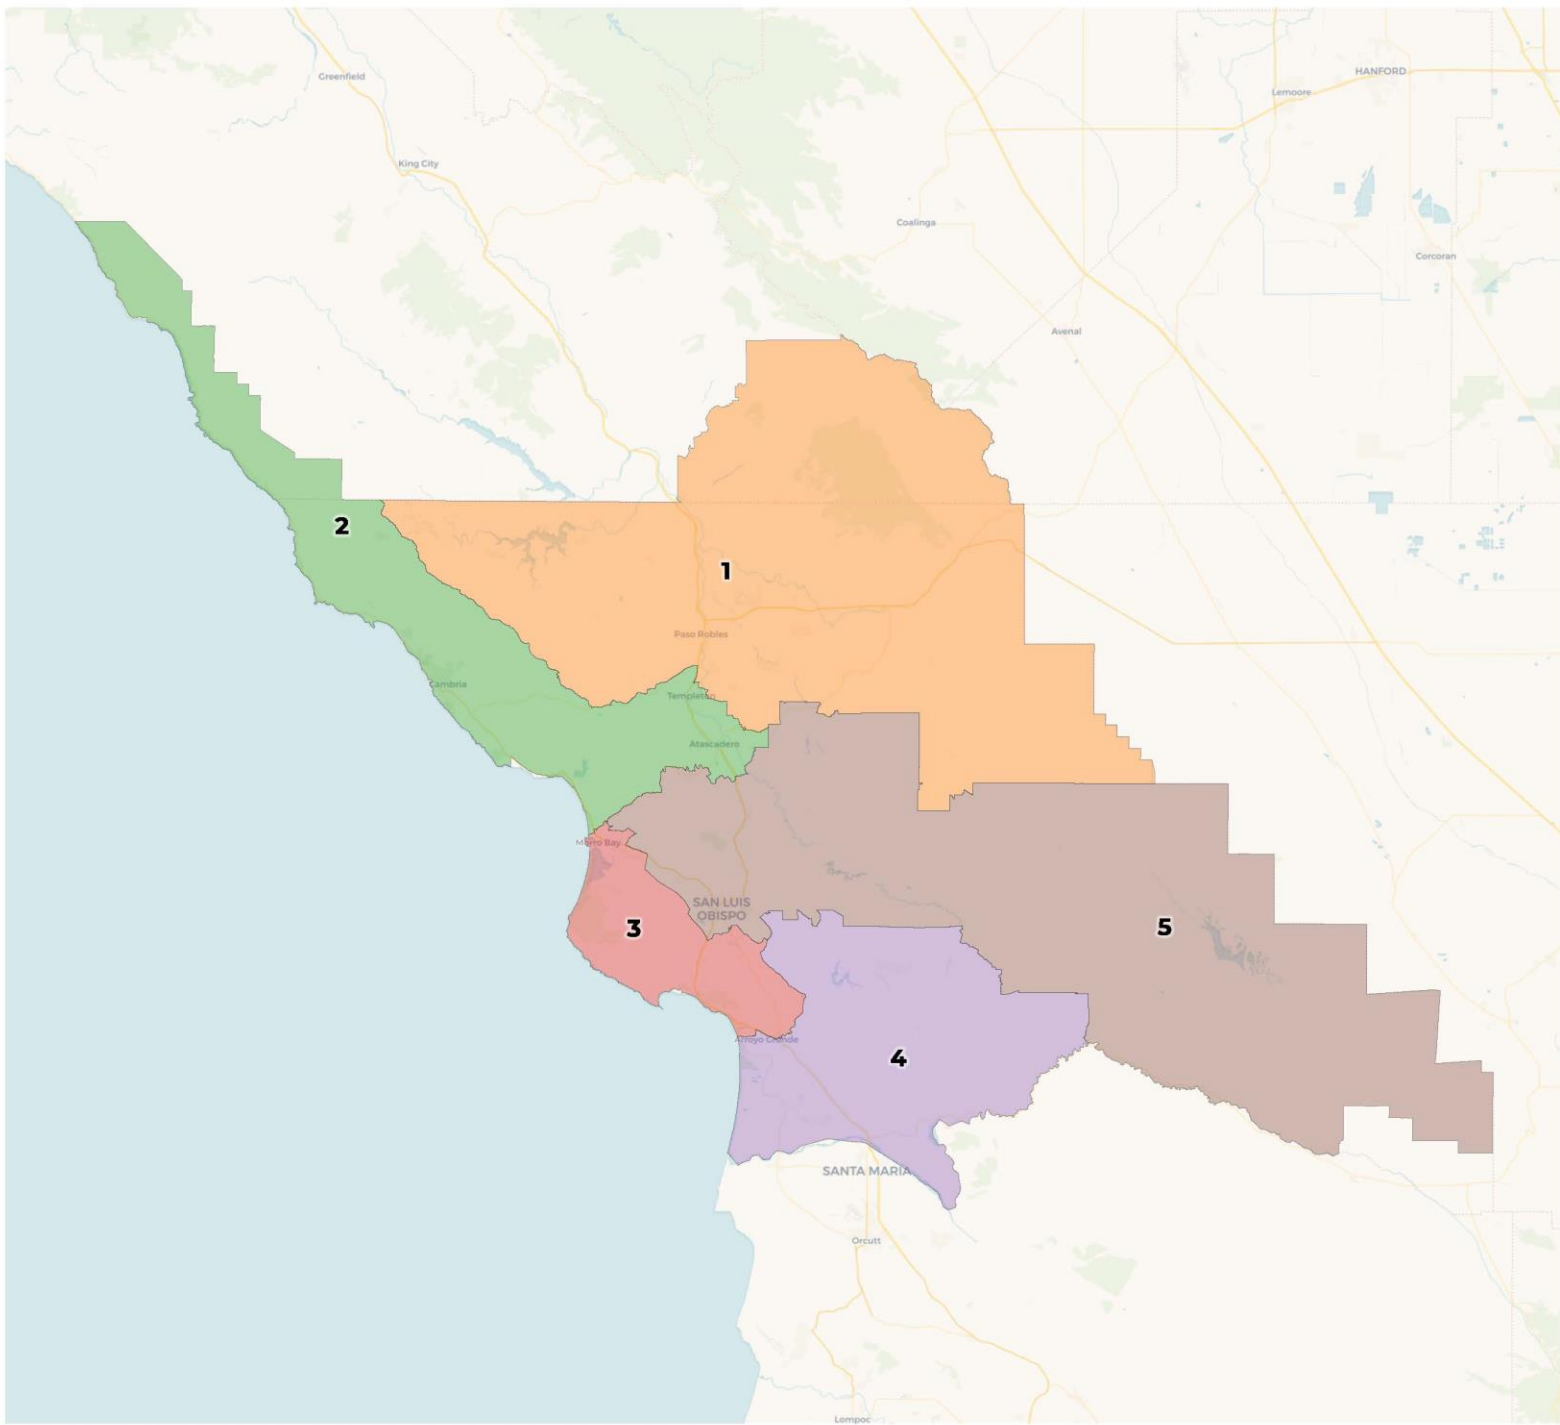 HANFORD
Greenfield
Lemoore
King City
Coalinga
Corcoran
Avenal
2
1
Paso Robles
Cambria
Templeton
Atascadero
Morro Bay
SAN LUIS
OBISPO
3
5
Arroyo Grande
4
SANTA MARIA
Orcutt
Lompoc